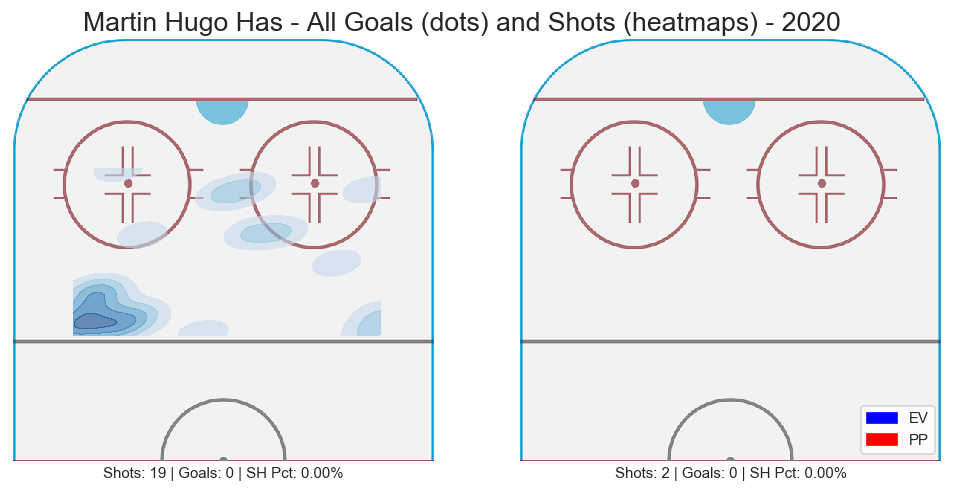 Martin Hugo Has - All Goals (dots) and Shots (heatmaps) - 2020
EV
PP
Shots: 19 | Goals: 0 | SH Pct: 0.00%
Shots: 2 | Goals: 0 | SH Pct: 0.00%